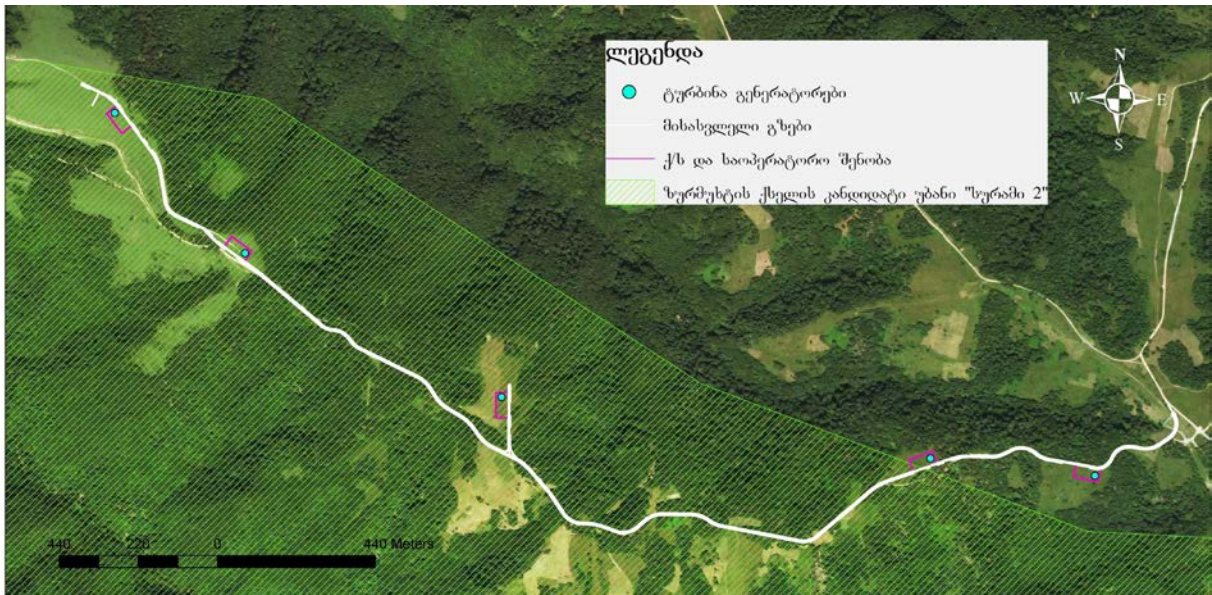 ლეგენდა
ტურბინა გენერატორები
მისასვლელი გზები
ქ/ს და საოპერატორო შენობა
ზურმუხტის ქსელის კანდიდატი უბანი "სურამი 2"
N
W E
S
440 220 0 440 Meters